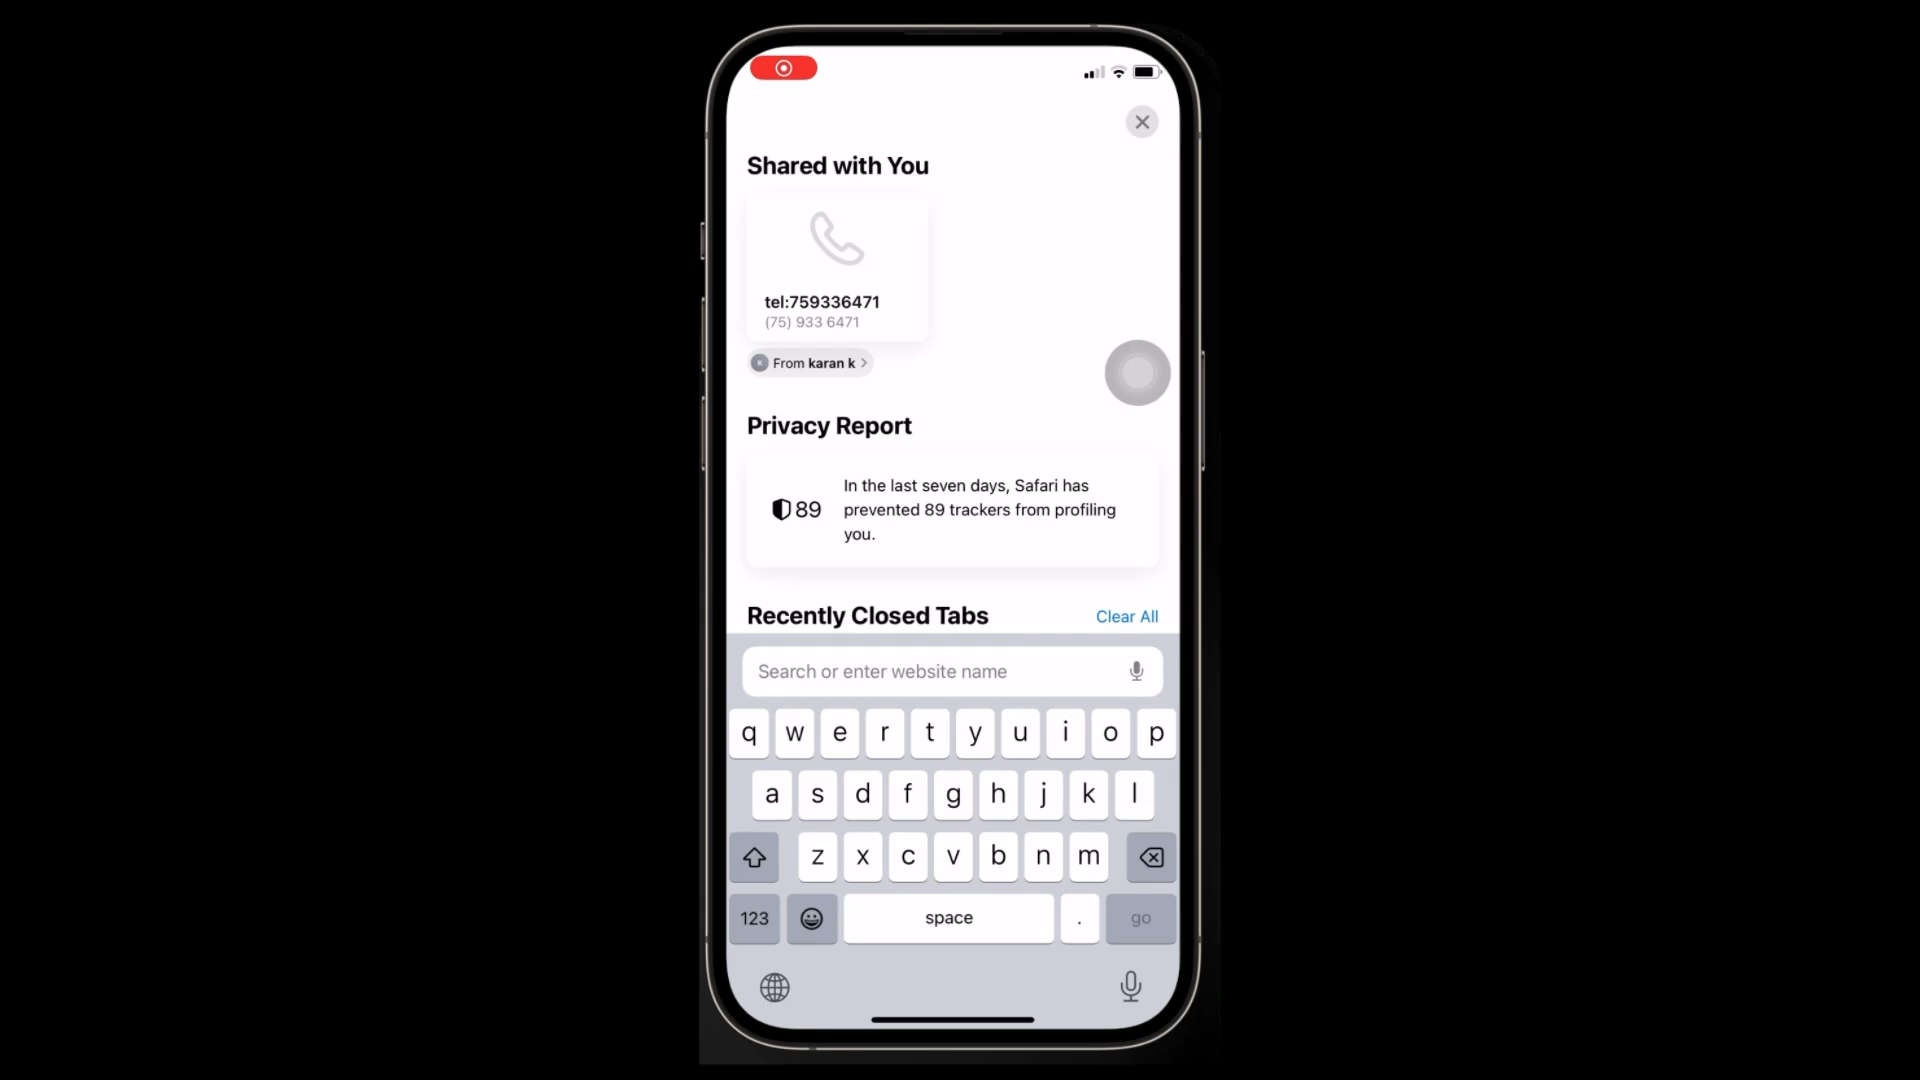 Shared with You
tel:759336471
(75) 933 6471
From karan k
Privacy Report
89
In the last seven days, Safari has
prevented 89 trackers from profiling
you.
Recently Closed Tabs
Clear All
Search or enter website name
q w e r t y u i o p
a s d f g h j k l
z x c v b n m
123
space
.
go